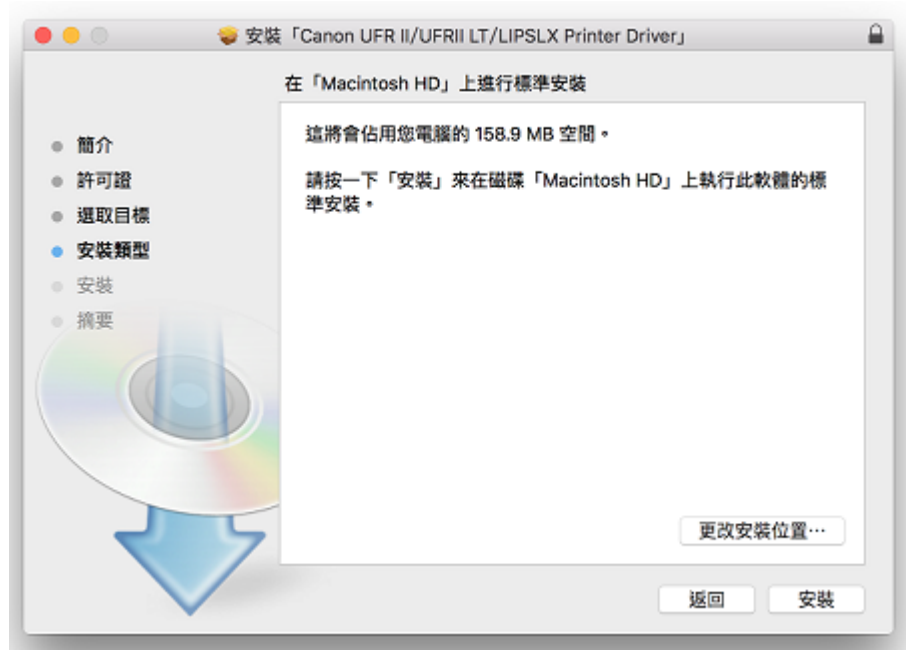 安裝「Canon UFR II/UFRII LT/LIPSLX Printer Driver」
在「Macintosh HD」上進行標準安裝
簡介
許可證
選取目標
安裝類型
安裝
摘要
這將會佔用您電腦的 158.9 MB 空間。
請按一下「安裝」來在磁碟「Macintosh HD」上執行此軟體的標
準安裝。
更改安裝位置⋯
返回
安裝